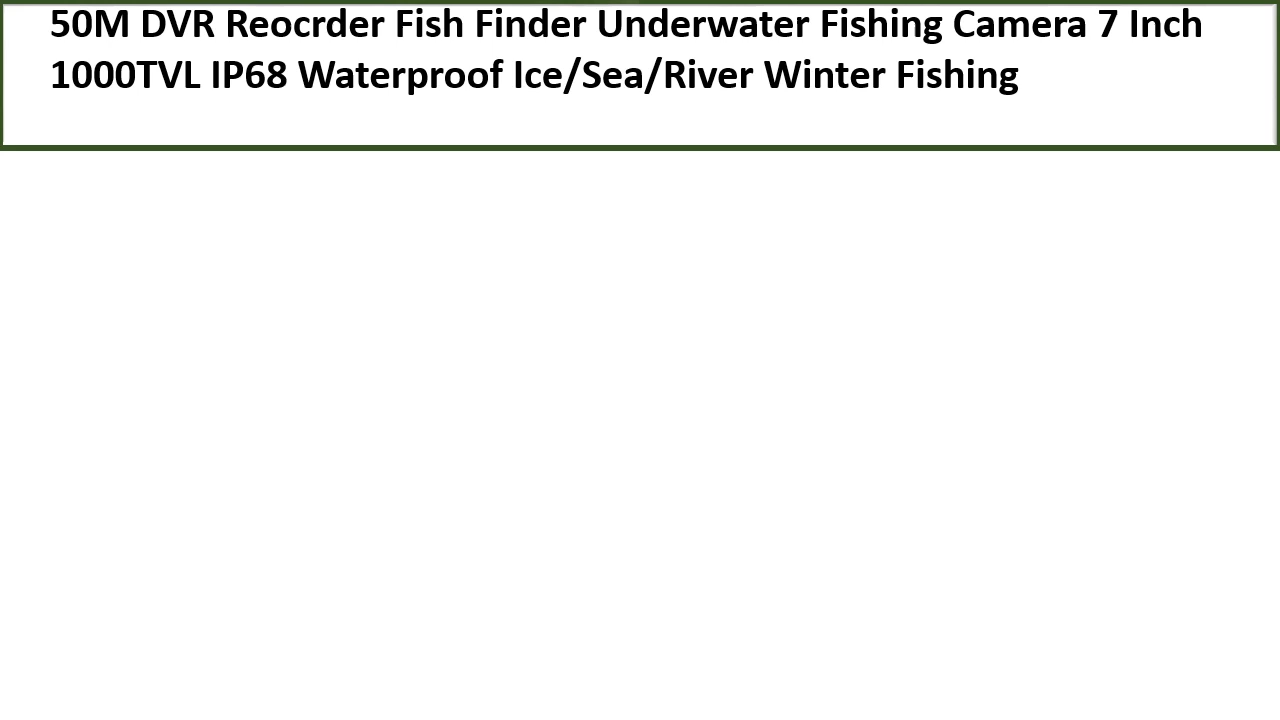 50M DVR Reocrder Fish Finder Underwater Fishing Camera 7 Inch
1000TVL IP68 Waterproof Ice/Sea/River Winter Fishing